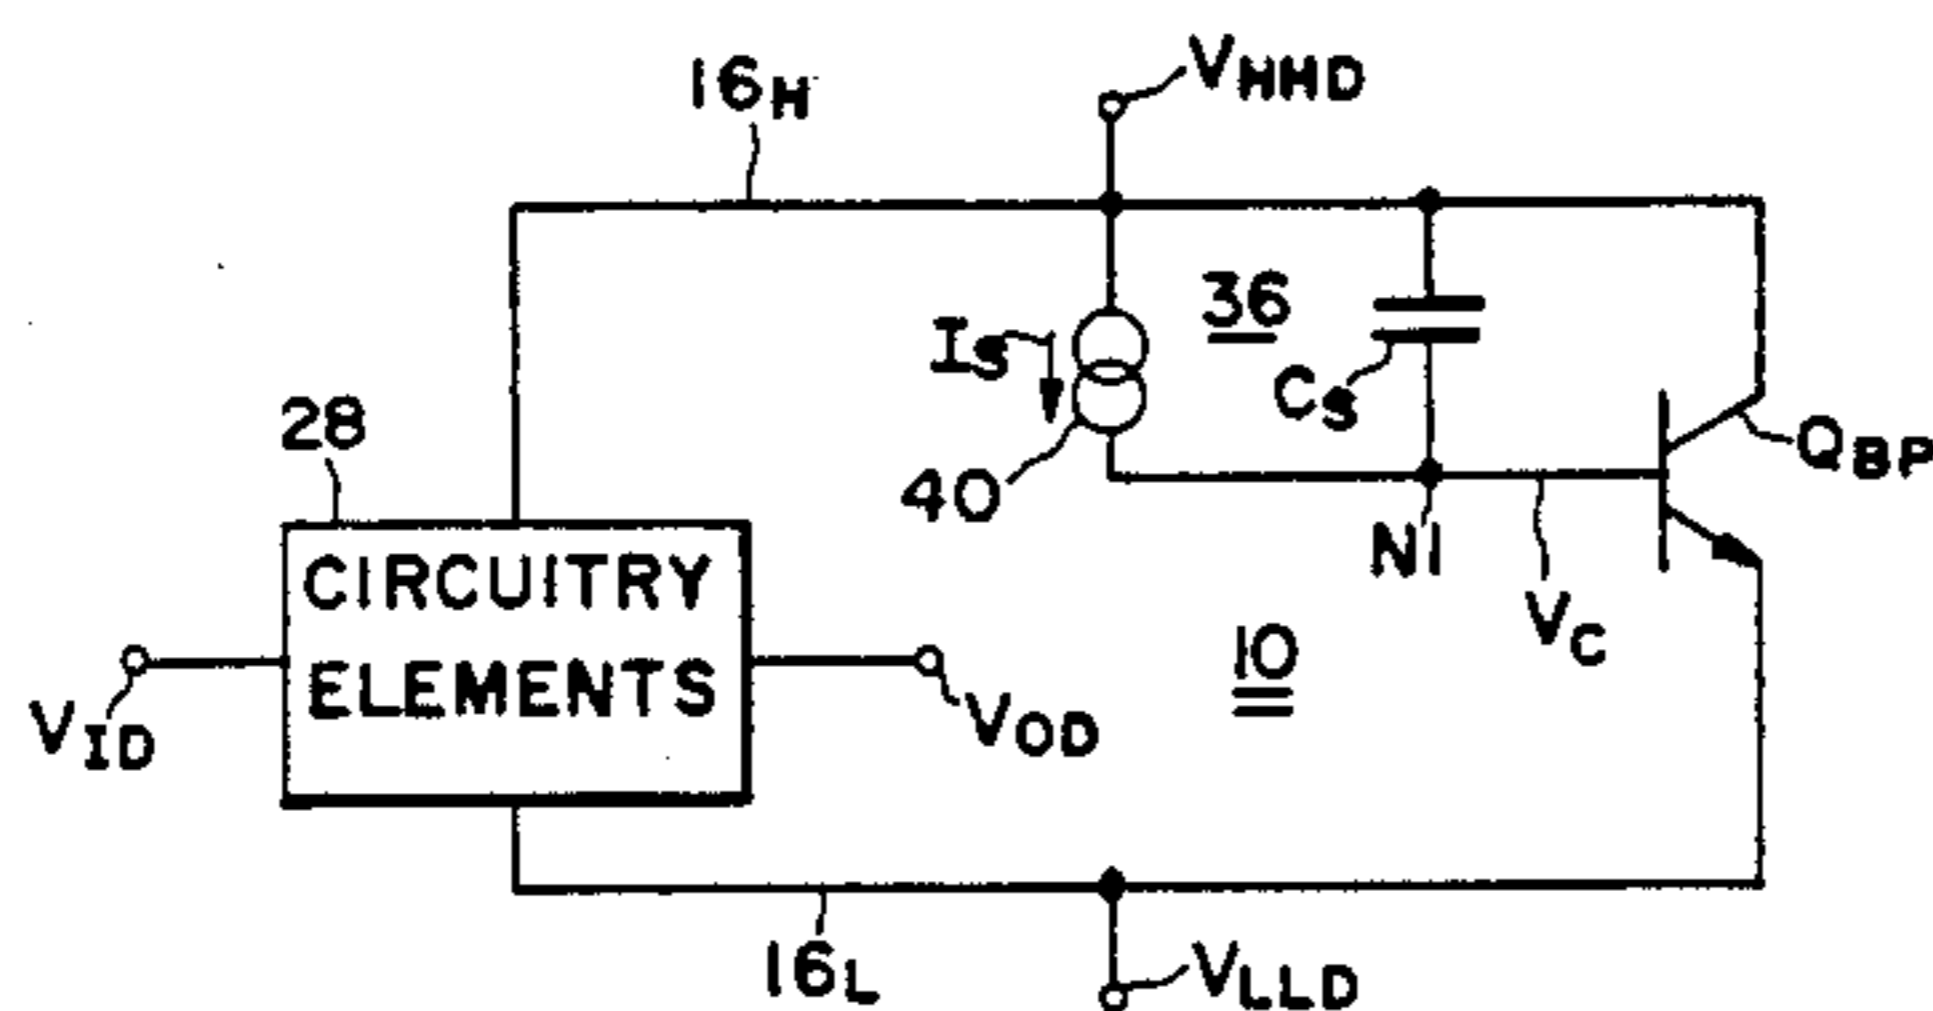 16H
VHHD
36
IS
CS
QBP
28
40
N1
CIRCUITRY
ELEMENTS
VC
10
VID
VOD
16L
VLLD